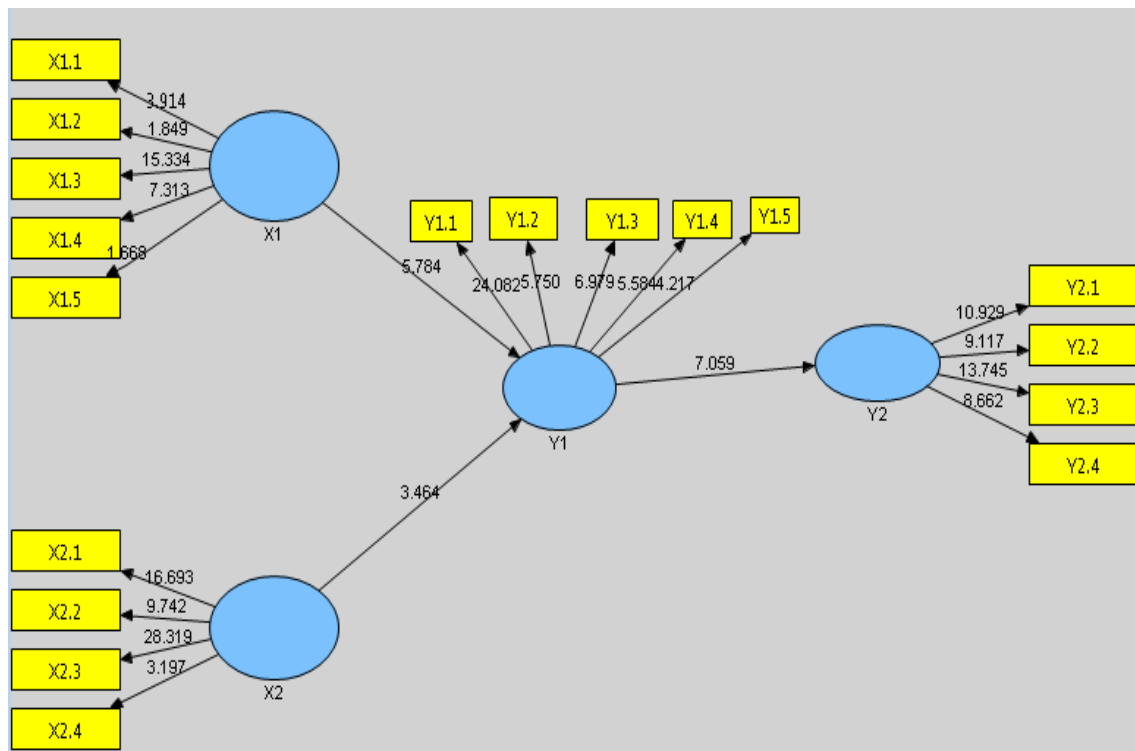 X1.1
3.914
X1.2
1.849
X1.3
15.334
7.313
X1.4
1.668
X1.5
X1
5.784
Y1.1
Y1.2
Y1.3
Y1.4
Y1.5
24.082
5.750
6.979
5.584
4.217
Y1
7.059
Y2
Y2.1
10.929
Y2.2
9.117
13.745
Y2.3
8.662
Y2.4
3.464
X2.1
16.693
X2.2
9.742
28.319
X2.3
3.197
X2.4
X2